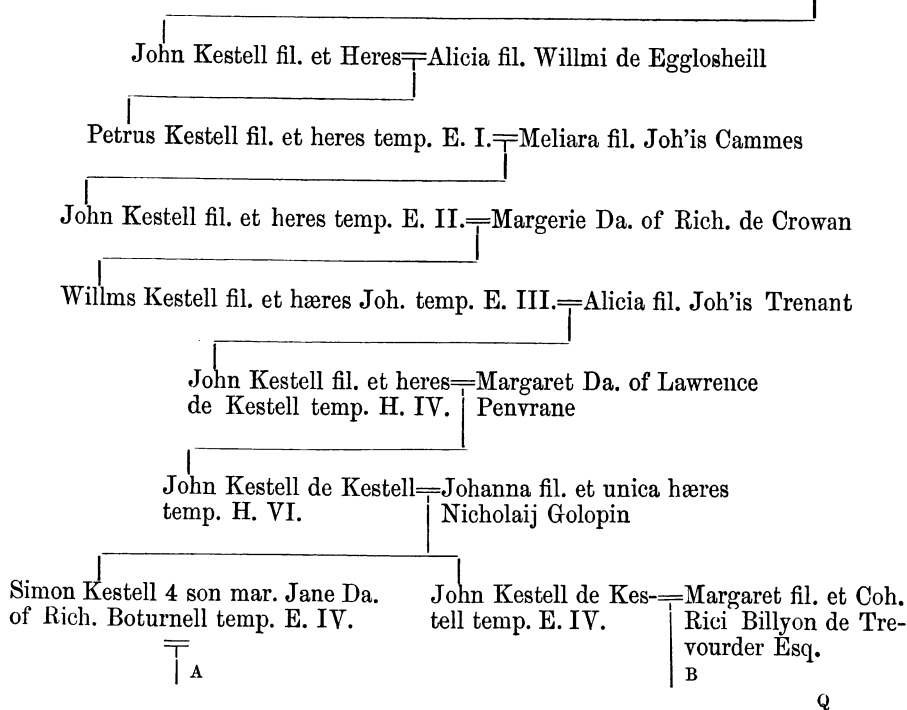 John Kestell fil. et Heres=Alicia fil. Willmi de Egglosheill
Petrus Kestell fil. et heres temp. E. I.=Meliara fil. Joh'is Cammes
John Kestell fil. et heres temp. E. II.=Margerie Da. of Rich. de Crowan
Willms Kestell fil. et hæres Joh. temp. E. III.=Alicia fil. Joh'is Trenant
John Kestell fil. et heres=Margaret Da. of Lawrence
de Kestell temp. H. IV. Penvrane
John Kestell de Kestell=Johanna fil. et unica hæres
temp. H. VI. Nicholaij Golopin
Simon Kestell 4 son mar. Jane Da.
of Rich. Boturnell temp. E. IV.
A
John Kestell de Kes-=Margaret fil. et Coh.
tell temp. E. IV. Rici Billyon de Tre-
vourder Esq.
B
Q